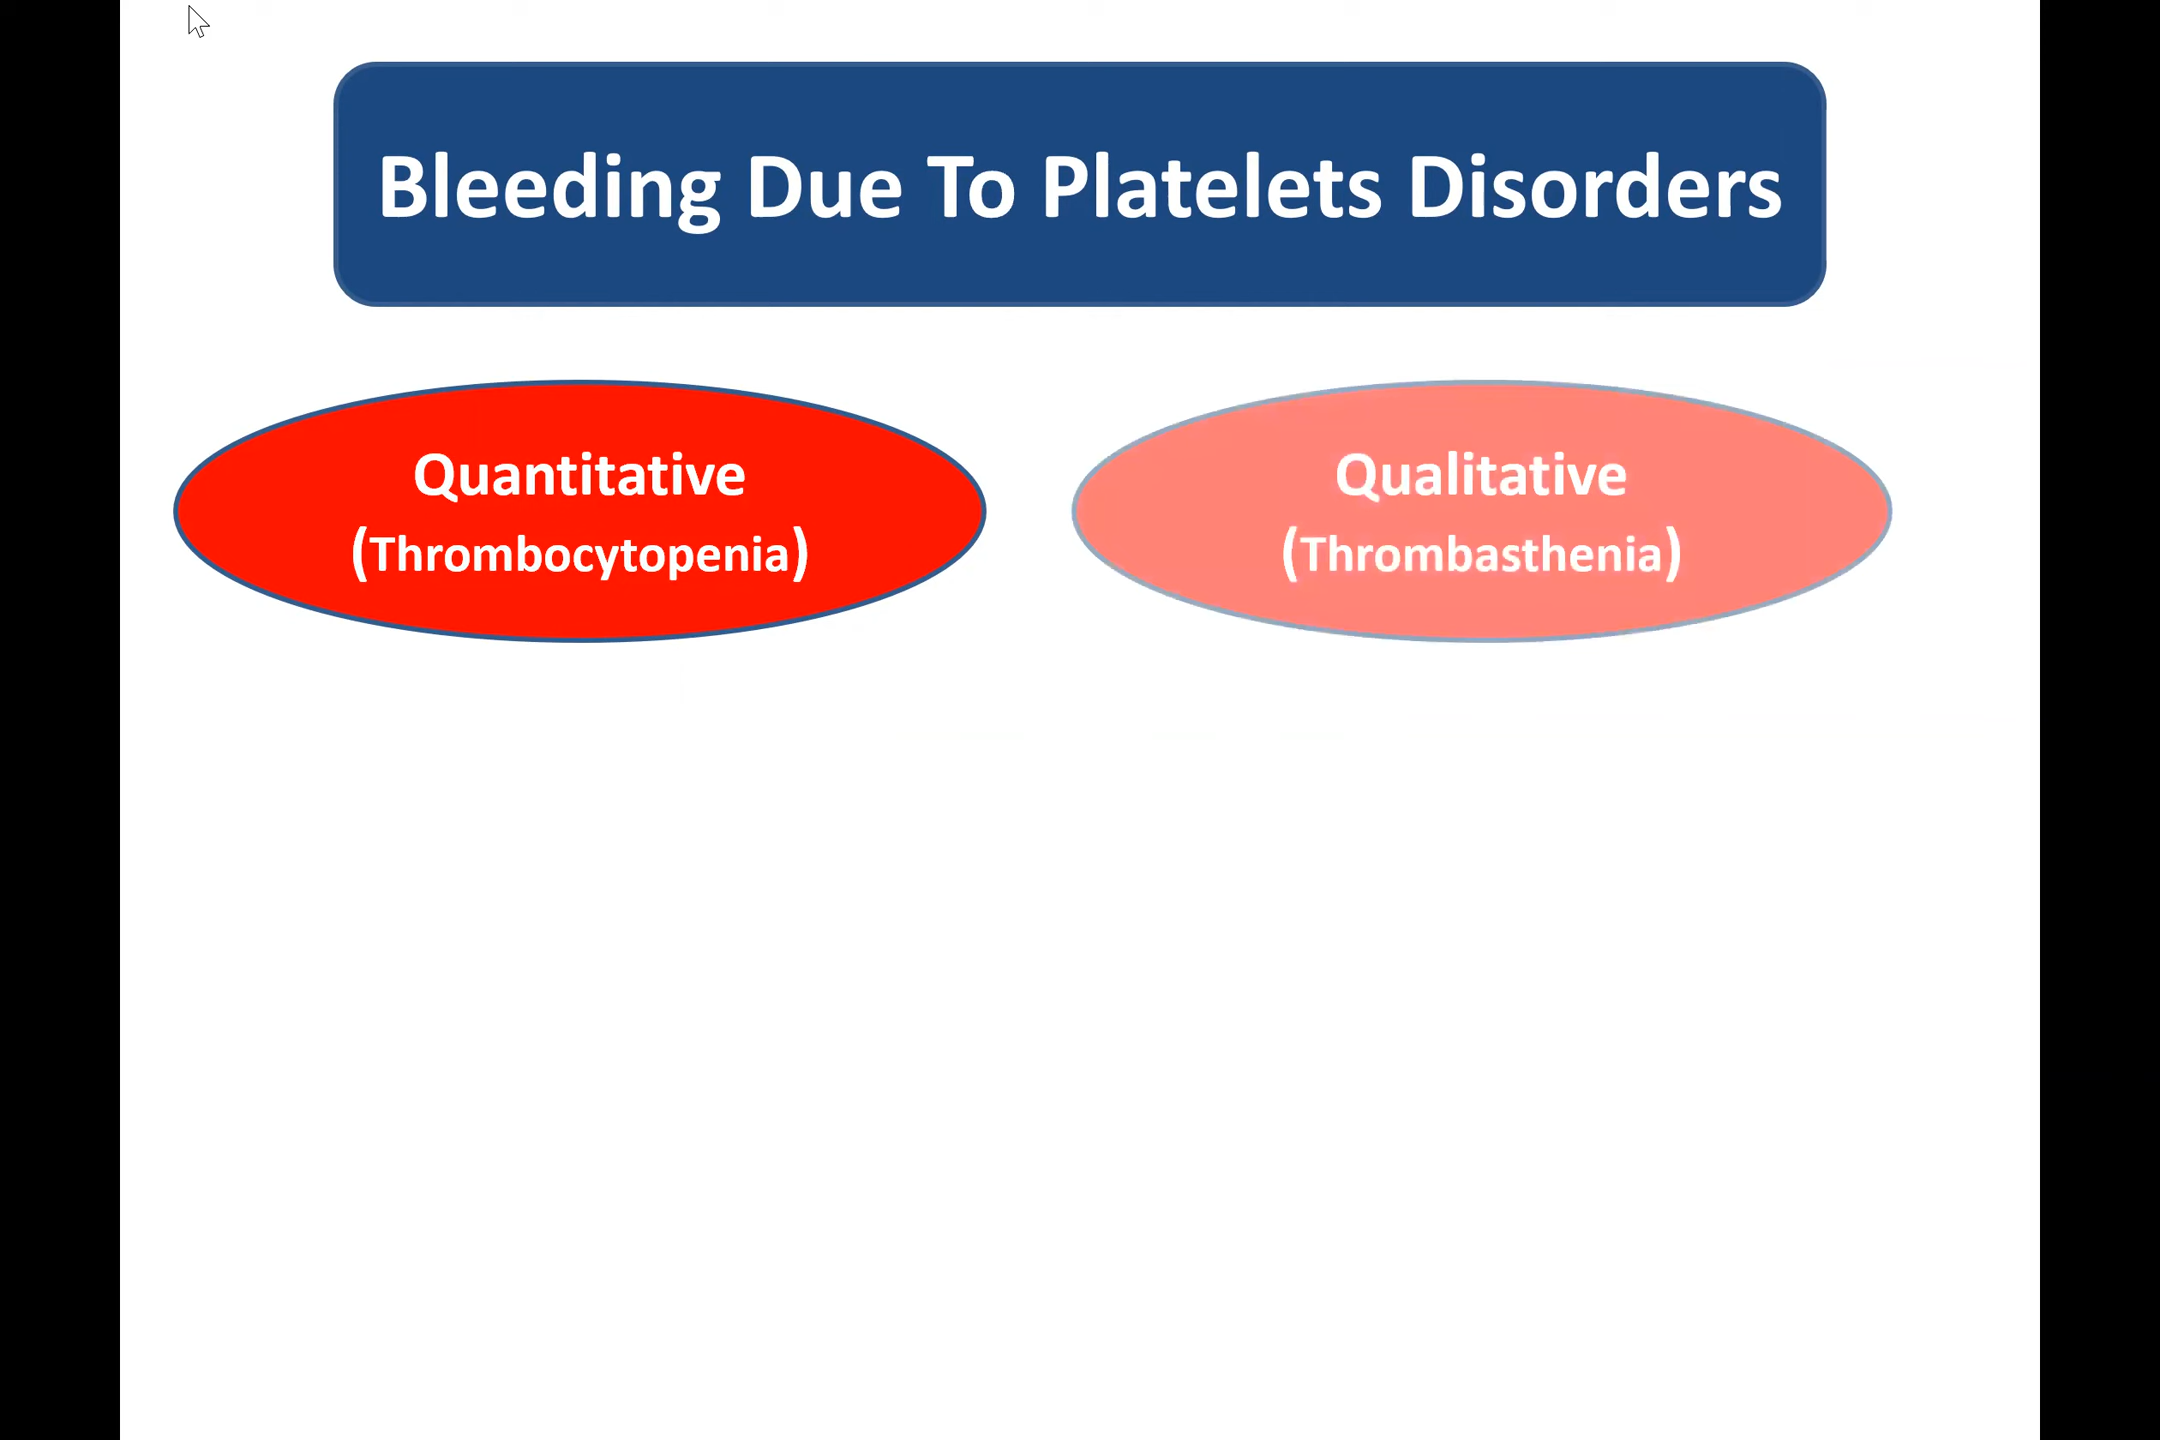 Bleeding Due To Platelets Disorders
Quantitative
(Thrombocytopenia)
Qualitative
(Thrombasthenia)